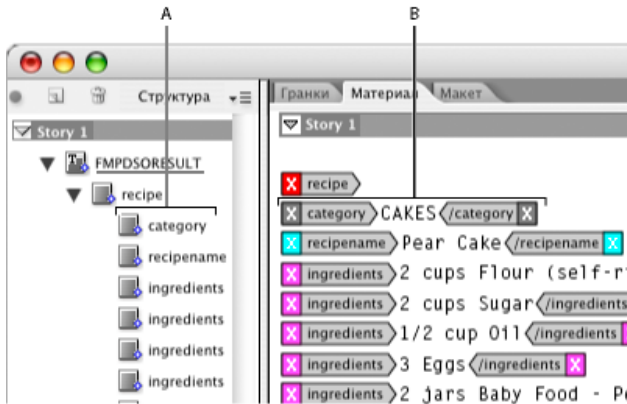 A B
Структура
Гранки Материал Макет
Story 1
Story 1
FMPDSORESULT
recipe
category
recipename
ingredients
ingredients
ingredients
ingredients
recipe
category CAKES /category
recipename Pear Cake /recipename
ingredients 2 cups Flour
ingredients 2 cups Sugar /ingredients
ingredients 1/2 cup Oil /ingredients
ingredients 3 Eggs /ingredients
ingredients 2 jars Baby Food -